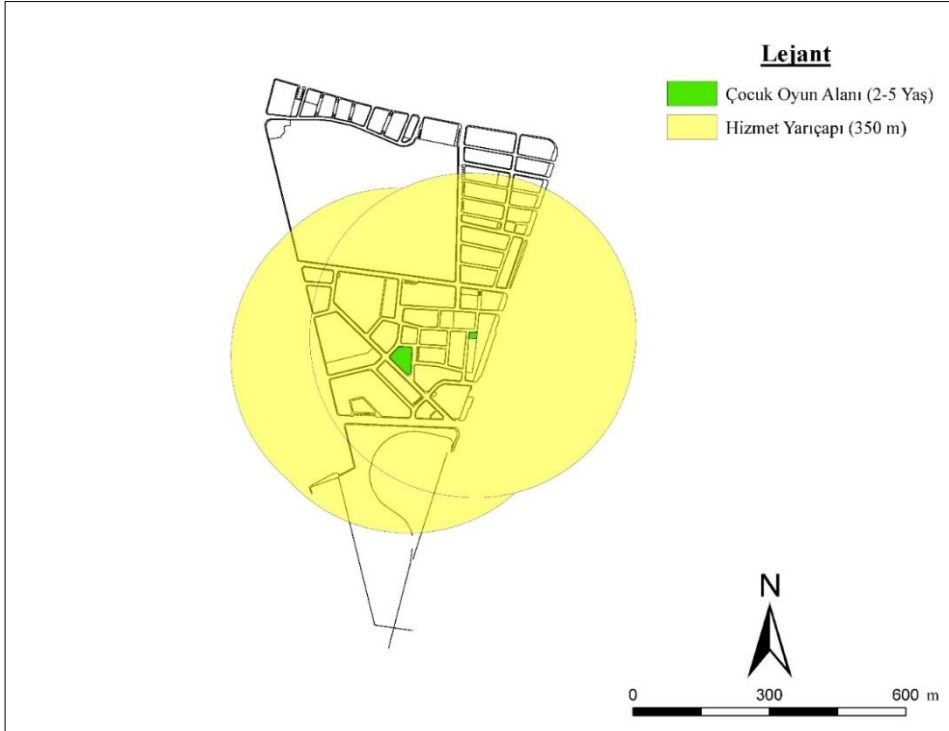 Lejant
Çocuk Oyun Alanı (2-5 Yaş)
Hizmet Yarıçapı (350 m)
N
0 300 600 m